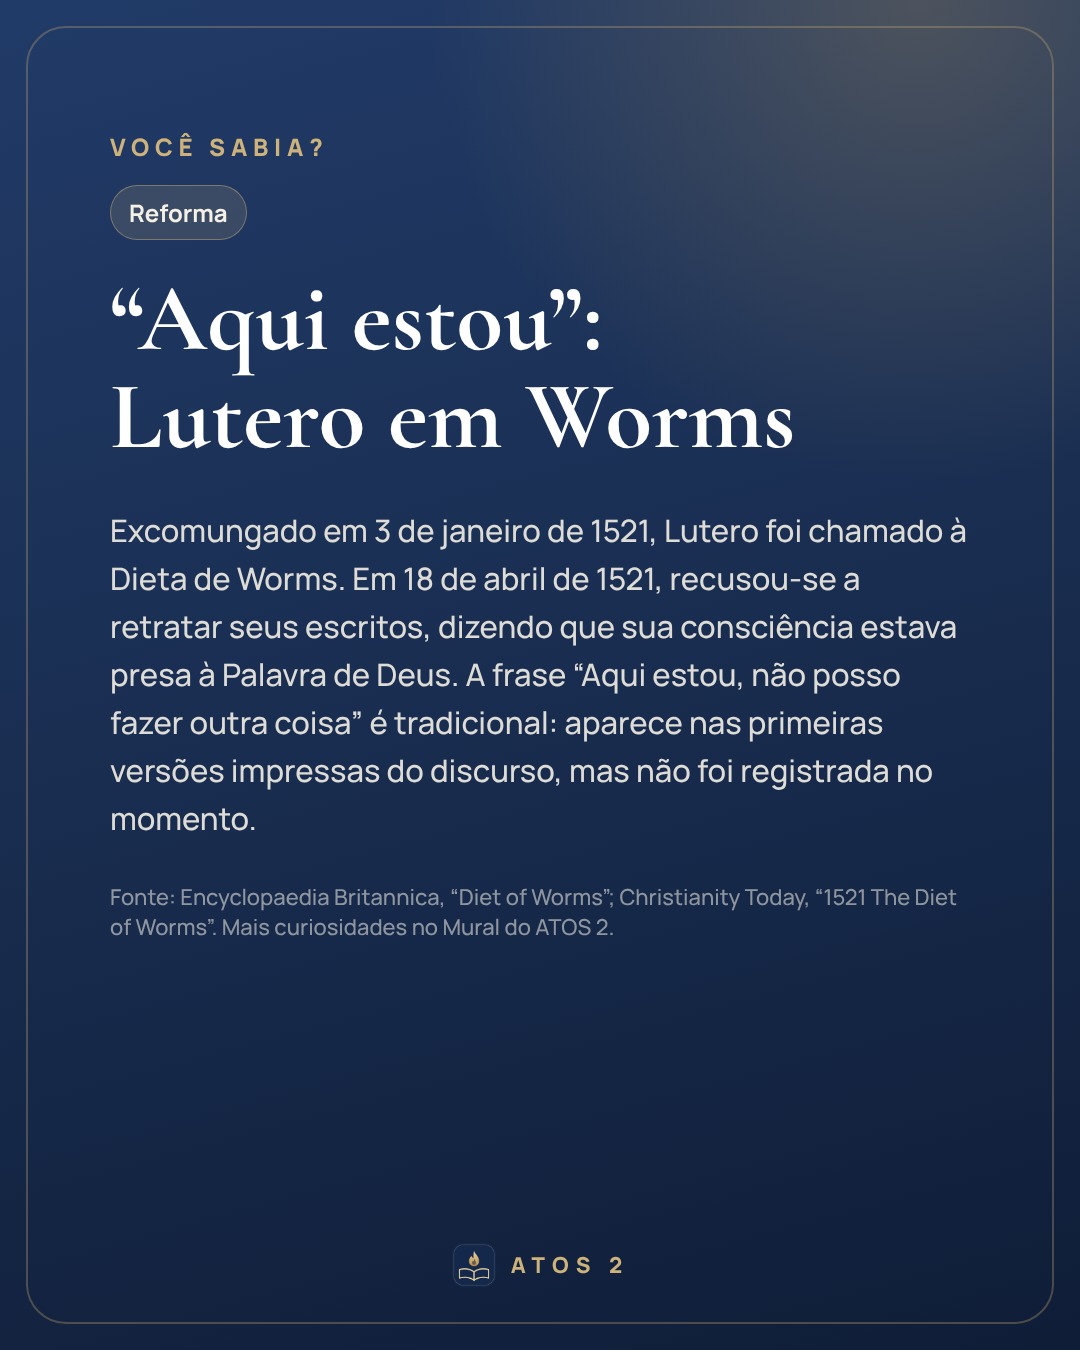 VOCÊ SABIA?
Reforma
“Aqui estou”:
Lutero em Worms
Excomungado em 3 de janeiro de 1521, Lutero foi chamado à
Dieta de Worms. Em 18 de abril de 1521, recusou-se a
retratar seus escritos, dizendo que sua consciência estava
presa à Palavra de Deus. A frase “Aqui estou, não posso
fazer outra coisa” é tradicional: aparece nas primeiras
versões impressas do discurso, mas não foi registrada no
momento.
Fonte: Encyclopaedia Britannica, “Diet of Worms”; Christianity Today, “1521 The Diet
of Worms”. Mais curiosidades no Mural do ATOS 2.
ATOS 2